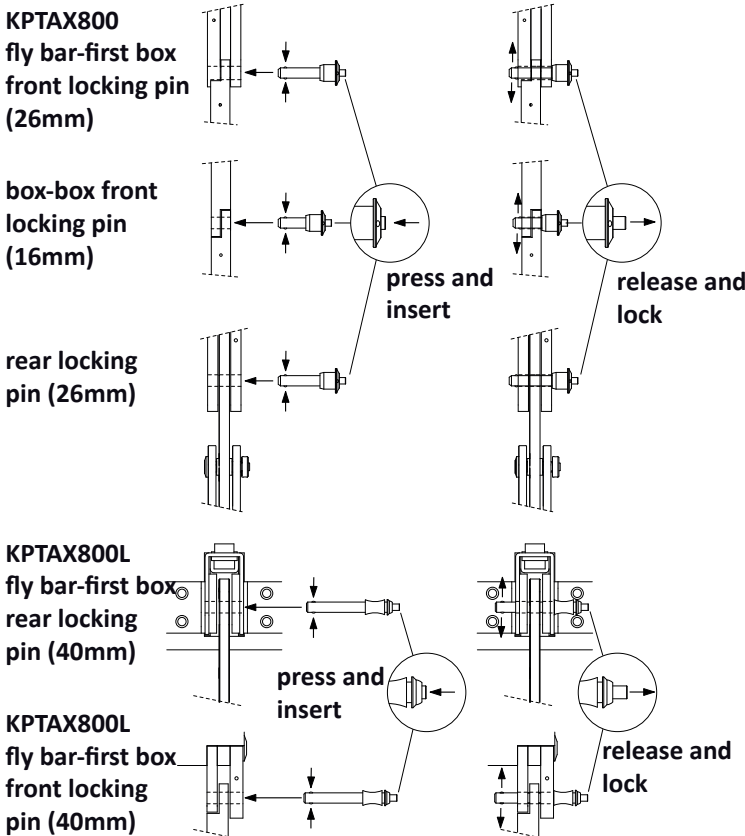 KPTAX800
fly bar-first box
front locking pin
(26mm)
box-box front
locking pin
(16mm)
press and
insert
release and
lock
rear locking
pin (26mm)
KPTAX800L
fly bar-first box
rear locking
pin (40mm)
press and
insert
KPTAX800L
fly bar-first box
front locking
pin (40mm)
release and
lock